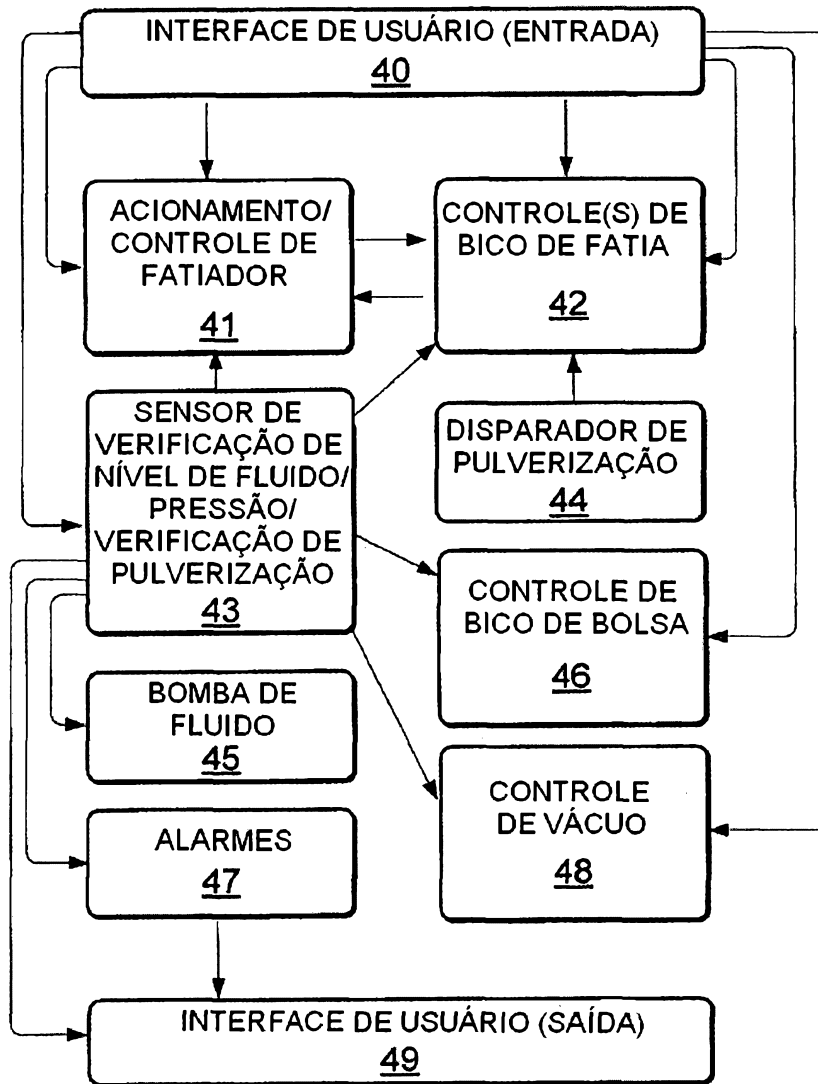 INTERFACE DE USUÁRIO (ENTRADA)
40
ACIONAMENTO/
CONTROLE DE
FATIADOR
41
CONTROLE(S) DE
BICO DE FATIA
42
SENSOR DE
VERIFICAÇÃO DE
NÍVEL DE FLUIDO/
PRESSÃO/
VERIFICAÇÃO DE
PULVERIZAÇÃO
43
DISPARADOR DE
PULVERIZAÇÃO
44
CONTROLE DE
BICO DE BOLSA
46
BOMBA DE
FLUIDO
45
CONTROLE
DE VÁCUO
48
ALARMES
47
INTERFACE DE USUÁRIO (SAÍDA)
49